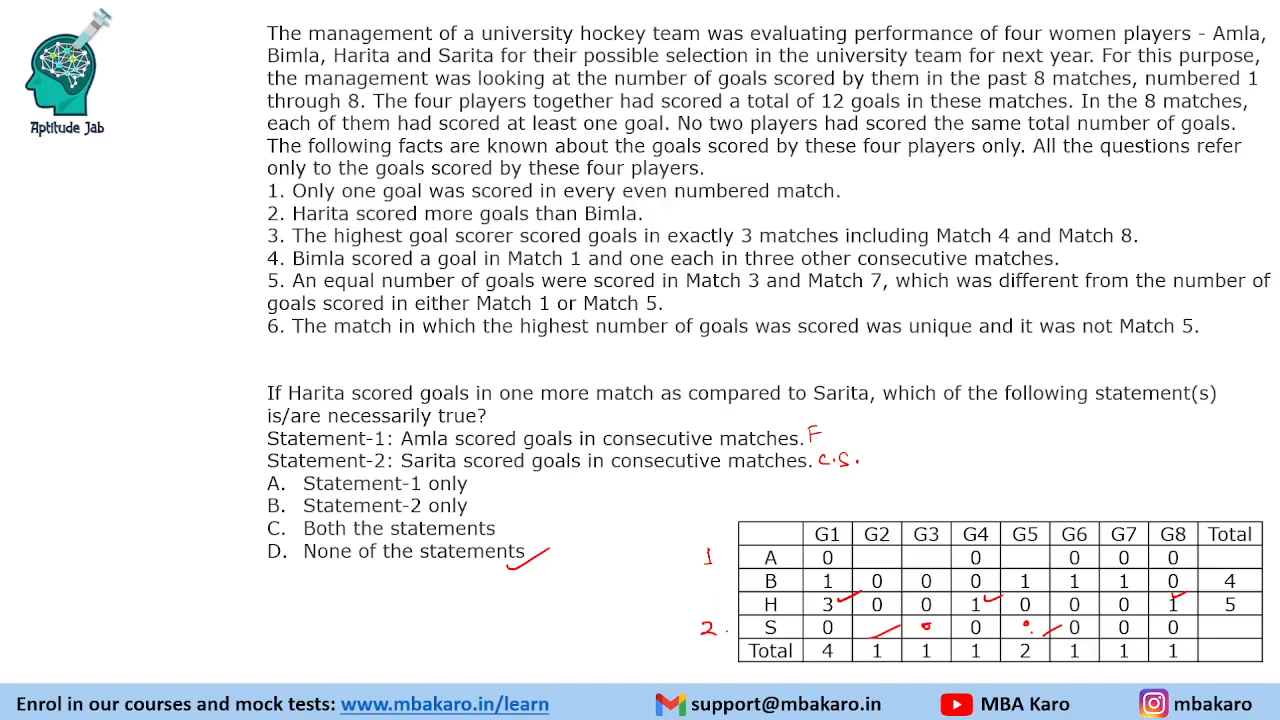 The management of a university hockey team was evaluating performance of four women players - Amla,
Bimla, Harita and Sarita for their possible selection in the university team for next year. For this purpose,
the management was looking at the number of goals scored by them in the past 8 matches, numbered 1
through 8. The four players together had scored a total of 12 goals in these matches. In the 8 matches,
each of them had scored at least one goal. No two players had scored the same total number of goals.
The following facts are known about the goals scored by these four players only. All the questions refer
only to the goals scored by these four players.
1. Only one goal was scored in every even numbered match.
2. Harita scored more goals than Bimla.
3. The highest goal scorer scored goals in exactly 3 matches including Match 4 and Match 8.
4. Bimla scored a goal in Match 1 and one each in three other consecutive matches.
5. An equal number of goals were scored in Match 3 and Match 7, which was different from the number of
goals scored in either Match 1 or Match 5.
6. The match in which the highest number of goals was scored was unique and it was not Match 5.
Aptitude Jab
If Harita scored goals in one more match as compared to Sarita, which of the following statement(s)
is/are necessarily true?
Statement-1: Amla scored goals in consecutive matches. F
Statement-2: Sarita scored goals in consecutive matches. C.S.
A. Statement-1 only
B. Statement-2 only
C. Both the statements
D. None of the statements
G1 G2 G3 G4 G5 G6 G7 G8 Total
1 A 0 0 0 0 0
B 1 0 0 0 1 1 1 0 4
H 3 0 0 1 0 0 0 1 5
2 S 0 0 0 0 0
Total 4 1 1 1 2 1 1 1
Enrol in our courses and mock tests: www.mbakaro.in/learn support@mbakaro.in MBA Karo mbakaro